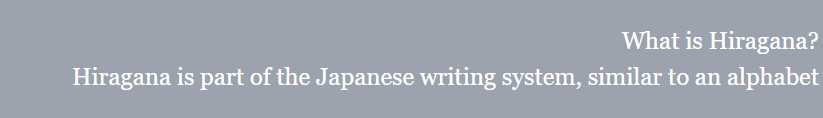 What is Hiragana?
Hiragana is part of the Japanese writing system, similar to an alphabet